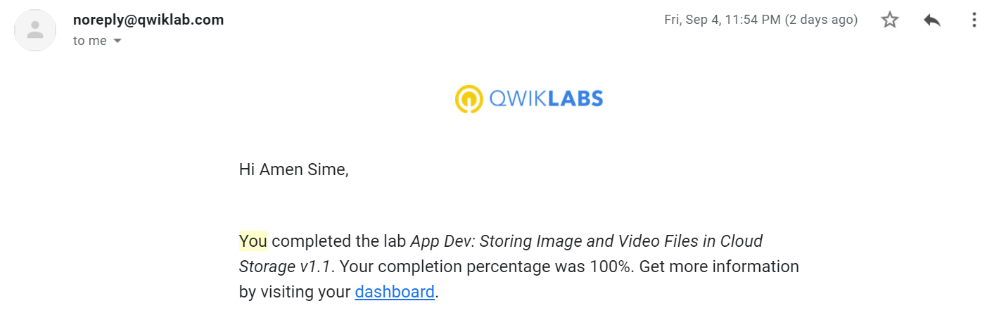 noreply@qwiklab.com
Fri, Sep 4, 11:54 PM (2 days ago)
to me
QWIKLABS
Hi Amen Sime,
You completed the lab App Dev: Storing Image and Video Files in Cloud
Storage v1.1. Your completion percentage was 100%. Get more information
by visiting your dashboard.